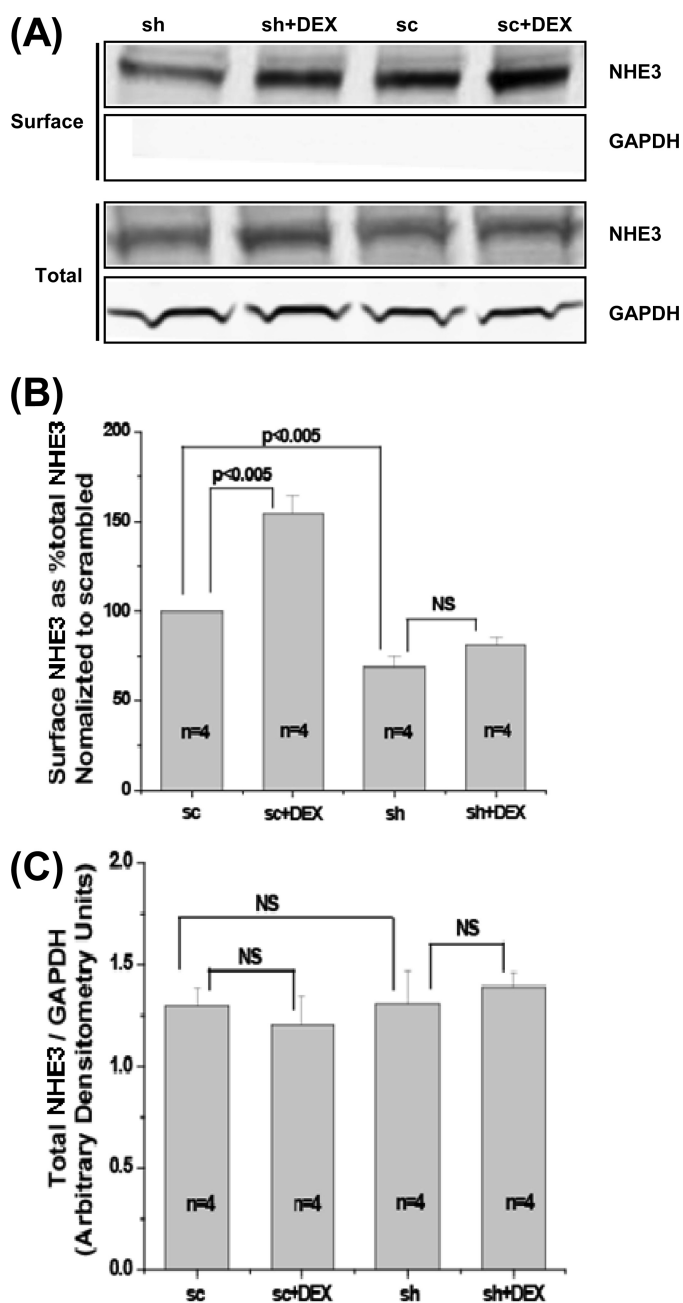 (A)
sh sh+DEX sc sc+DEX
NHE3
Surface
GAPDH
NHE3
Total
GAPDH
(B)
Surface NHE3 as %total NHE3
Nomalizted to scrambled
200
150
100
50
0
p<0.005
p<0.005
NS
n=4 n=4 n=4 n=4
sc sc+DEX sh sh+DEX
(C)
Total NHE3 / GAPDH
(Arbitrary Densitometry Units)
2.0
1.5
1.0
0.5
0.0
NS
NS
NS
n=4 n=4 n=4 n=4
sc sc+DEX sh sh+DEX